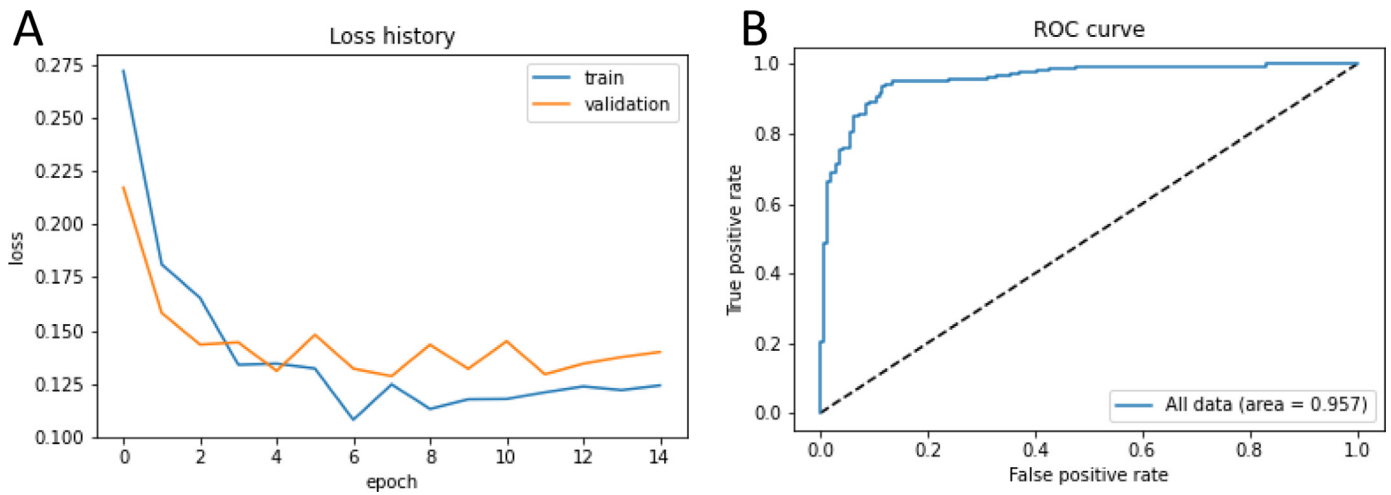 A
Loss history
train
validation
0.275
0.250
0.225
0.200
0.175
0.150
0.125
0.100
loss
0 2 4 6 8 10 12 14
epoch
B
ROC curve
1.0
0.8
0.6
0.4
0.2
0.0
True positive rate
All data (area = 0.957)
0.0 0.2 0.4 0.6 0.8 1.0
False positive rate